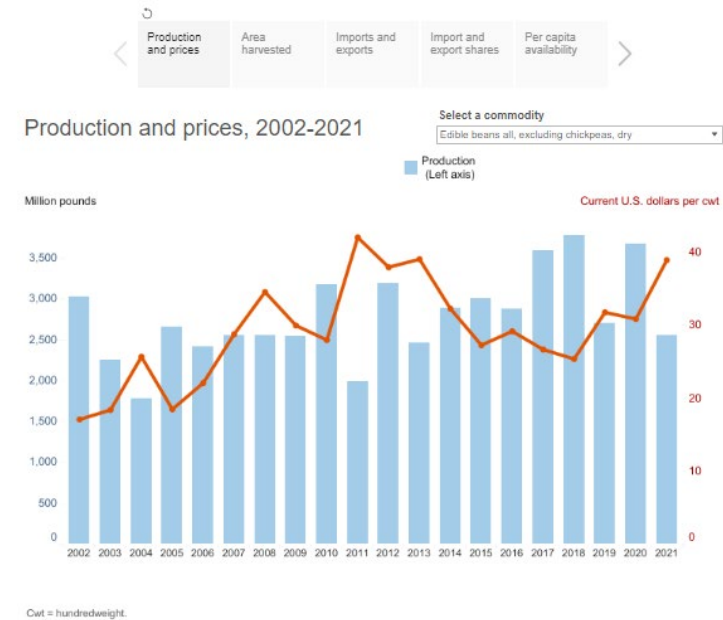 Production
and prices
Area
harvested
Imports and
exports
Import and
export shares
Per capita
availability
Production and prices, 2002-2021
Select a commodity
Edible beans all, excluding chickpeas, dry
Production
(Left axis)
Million pounds
Current U.S. dollars per cwt
3,500
3,000
2,500
2,000
1,500
1,000
500
0
40
30
20
10
0
2002 2003 2004 2005 2006 2007 2008 2009 2010 2011 2012 2013 2014 2015 2016 2017 2018 2019 2020 2021
Cwt = hundredweight.